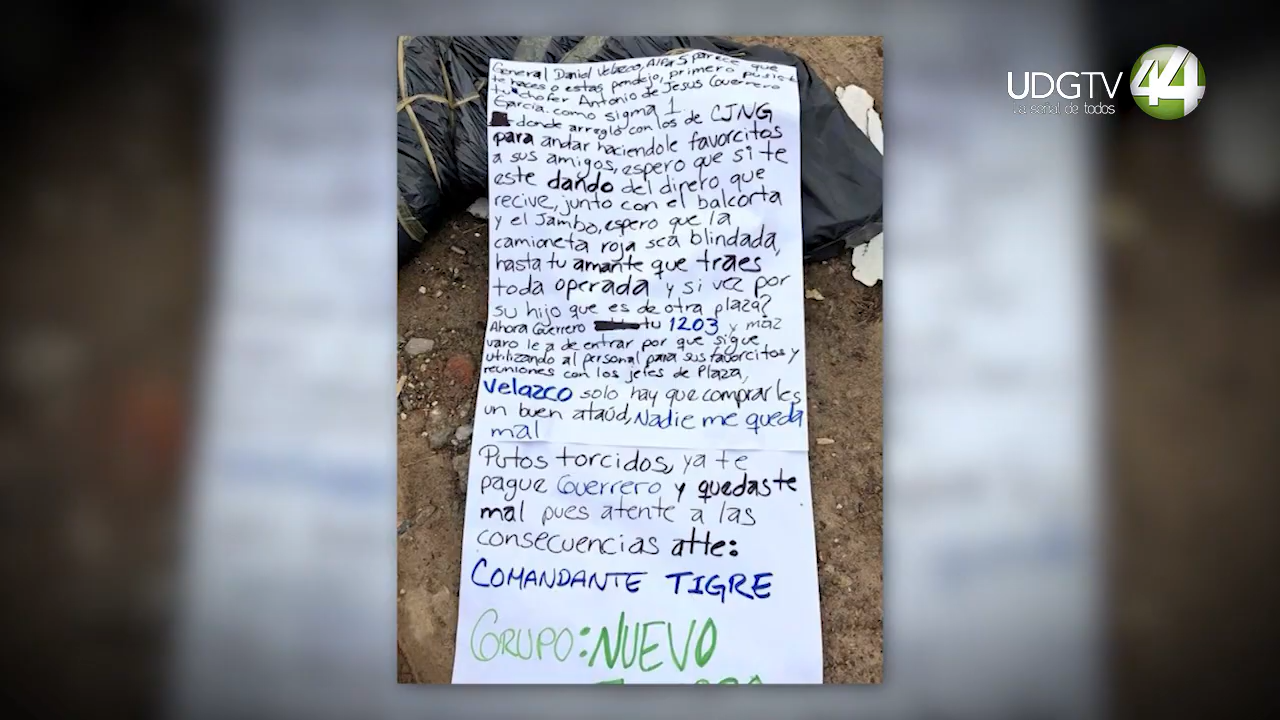 General Daniel Velazco, Alfa 5 parece que
te haces o estas pendejo, primero pusiste
tu chofer Antonio de Jesus Guerrero
Garcia como sigma 1
donde arreglo con los de CJNG
para andar haciendole favorcitos
a sus amigos, espero que si te
este dando del dinero que
recive, junto con el balcorta
y el Jambo, espero que la
camioneta roja sea blindada,
hasta tu amante que traes
toda operada y si vez por
su hijo que es de otra plaza?
Ahora Guerrero tu 1203 y maz
varo le a de entrar por que sigue
utilizando al personal para sus favorcitos y
reuniones con los jefes de Plaza,
Velazco solo hay que comprarles
un buen ataúd, Nadie me queda
mal
Putos torcidos, ya te
pague Guerrero y quedaste
mal pues atente a las
consecuencias atte:
COMANDANTE TIGRE
GRUPO: NUEVO
UDGTV 44
La señal de todos